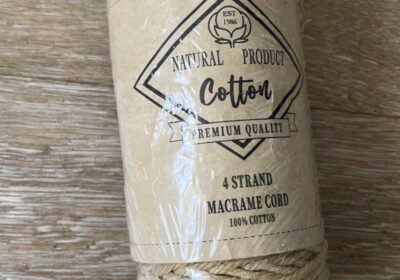 EST
1986
NATURAL PRODUCT
Cotton
PREMIUM QUALITY
4 STRAND
MACRAME CORD
100% COTTON